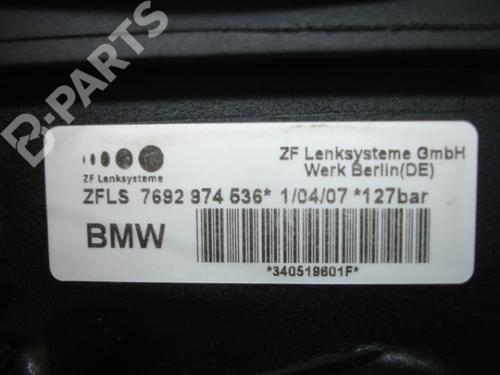 B-PARTS
ZF Lenksysteme GmbH
Werk Berlin(DE)
ZF Lenksysteme
ZFLS 7692 974 536* 1/04/07 *127bar
BMW
*340519601F*